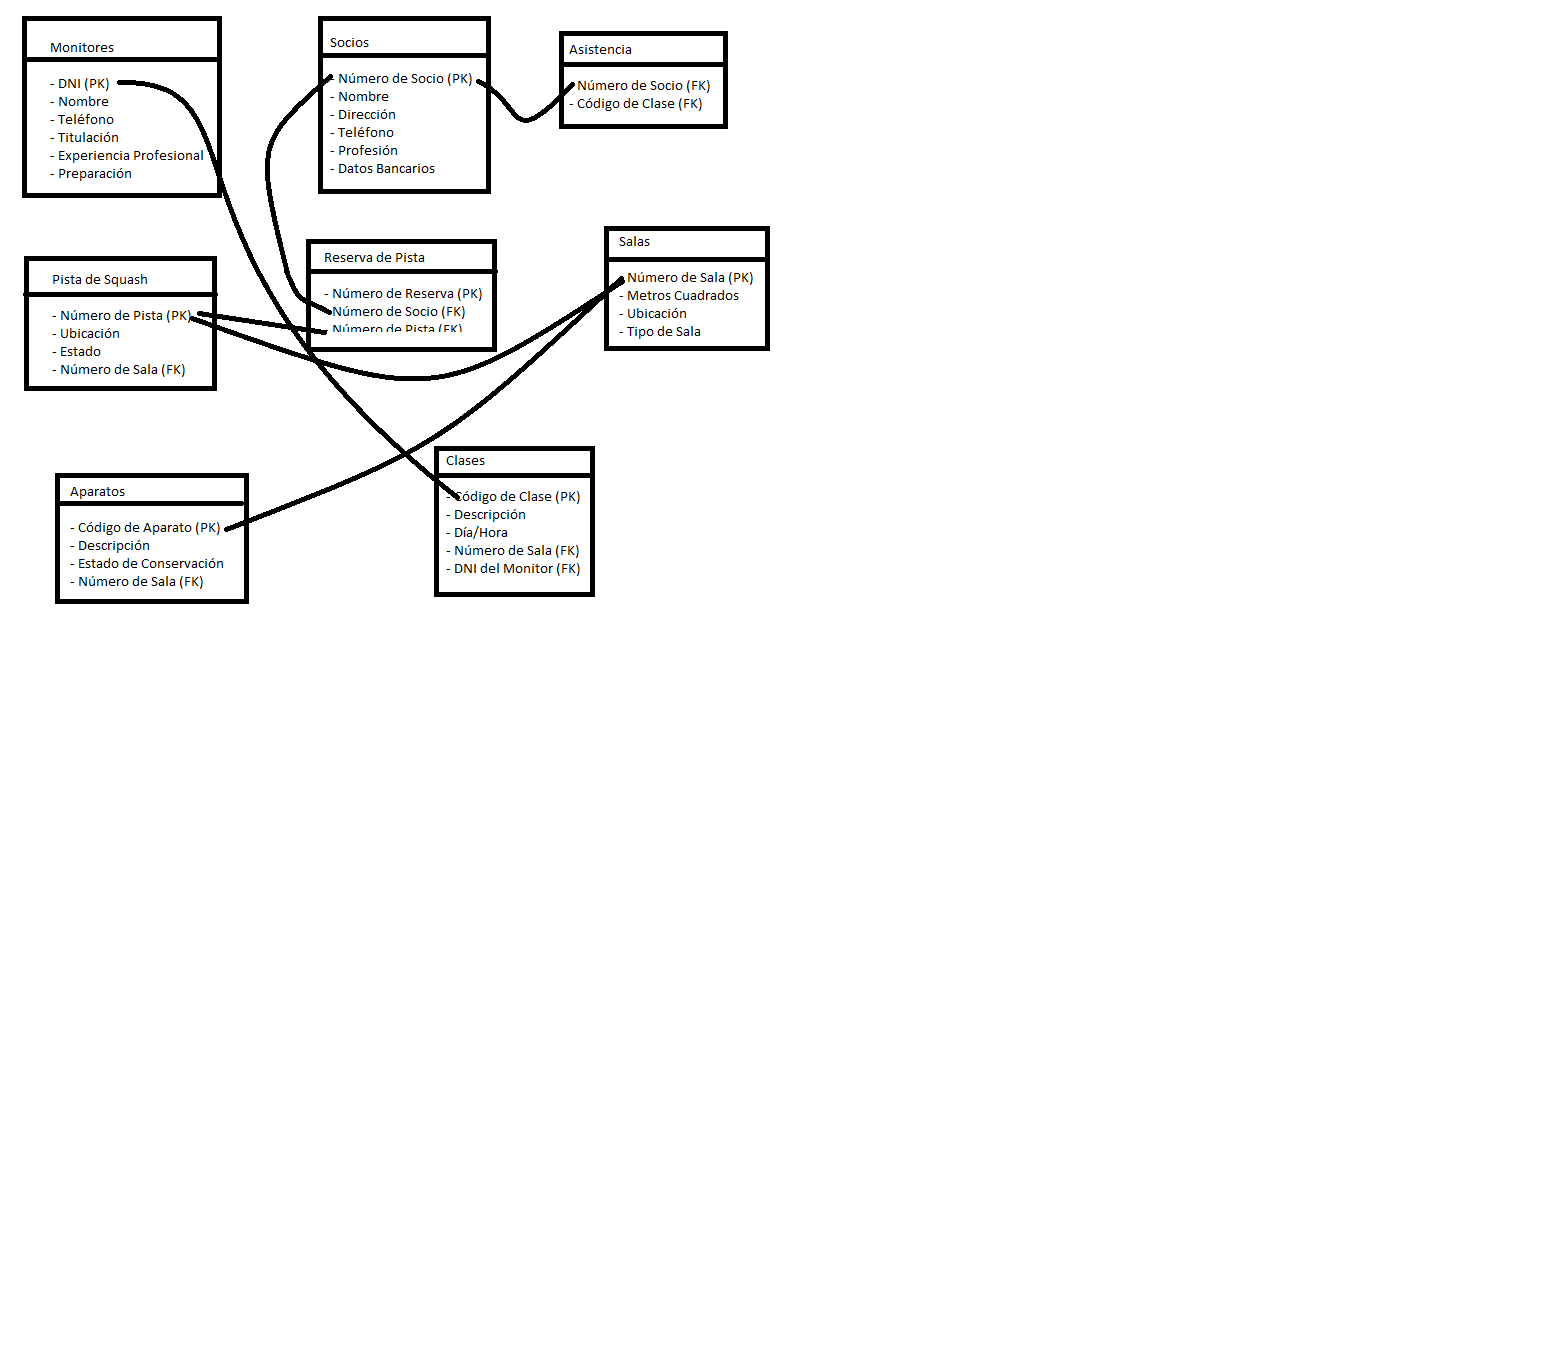 Monitores
- DNI (PK)
- Nombre
- Teléfono
- Titulación
- Experiencia Profesional
- Preparación
Socios
- Número de Socio (PK)
- Nombre
- Dirección
- Teléfono
- Profesión
- Datos Bancarios
Asistencia
Número de Socio (FK)
- Código de Clase (FK)
Pista de Squash
- Número de Pista (PK)
- Ubicación
- Estado
- Número de Sala (FK)
Reserva de Pista
- Número de Reserva (PK)
Número de Socio (FK)
Número de Pista (FK)
Salas
Número de Sala (PK)
- Metros Cuadrados
- Ubicación
- Tipo de Sala
Aparatos
- Código de Aparato (PK)
- Descripción
- Estado de Conservación
- Número de Sala (FK)
Clases
- Código de Clase (PK)
- Descripción
- Día/Hora
- Número de Sala (FK)
- DNI del Monitor (FK)